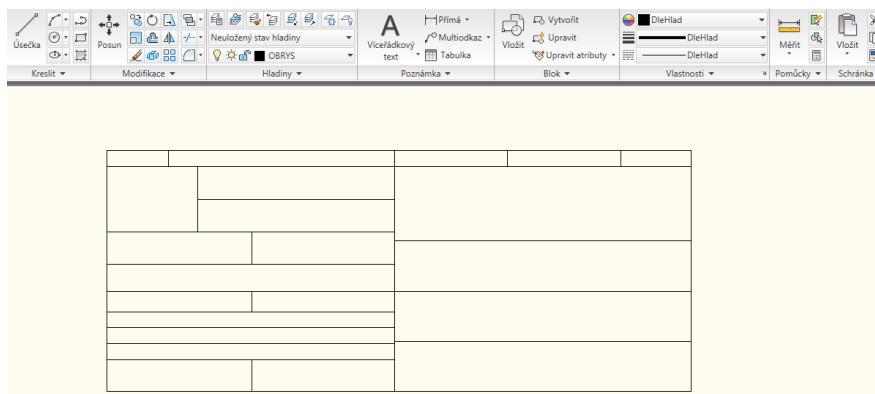 Úsečka
Posun
Neuložený stav hladiny
OBRYS
A
Víceřádkový
text
Přímá
Multiodkaz
Tabulka
Vložit
Vytvořit
Upravit
Upravit atributy
DleHlad
DleHlad
DleHlad
Měřit
Vložit
Kreslit
Modifikace
Hladiny
Poznámka
Blok
Vlastnosti
Pomůcky
Schránka